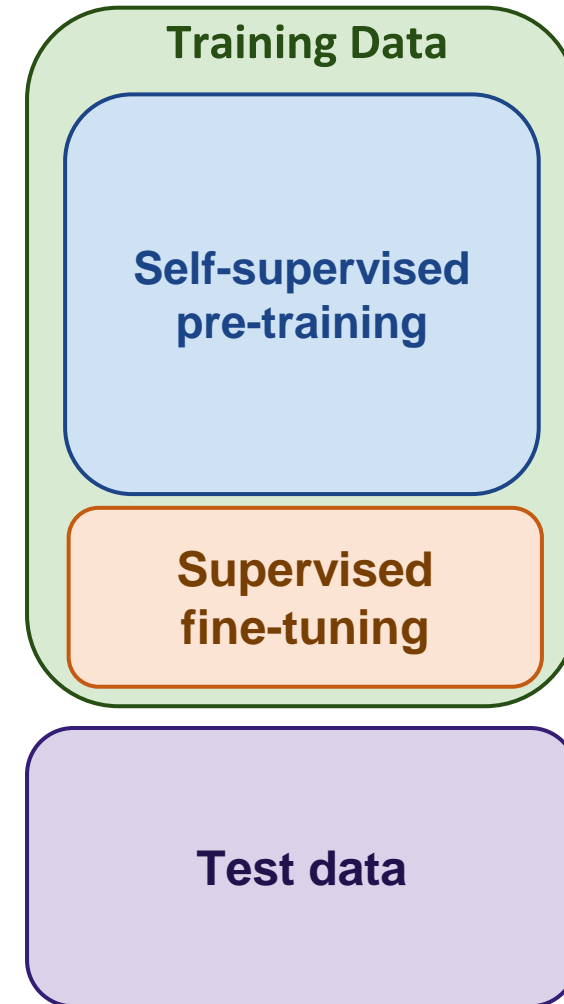 Training Data
Self-supervised
pre-training
Supervised
fine-tuning
Test data